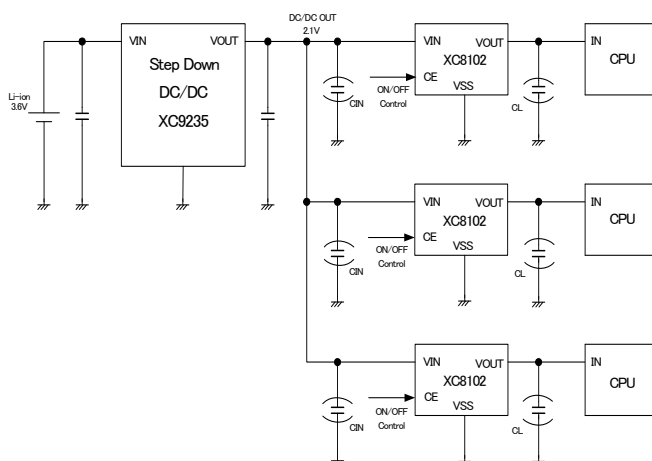 DC/DC OUT
2.1V
VIN VOUT
Step Down
DC/DC
XC9235
Li-ion
3.6V
VIN VOUT
XC8102
CE
VSS
CIN
ON/OFF
Control
CL
IN
CPU
VIN VOUT
XC8102
CE
VSS
CIN
ON/OFF
Control
CL
IN
CPU
VIN VOUT
XC8102
CE
VSS
CIN
ON/OFF
Control
CL
IN
CPU